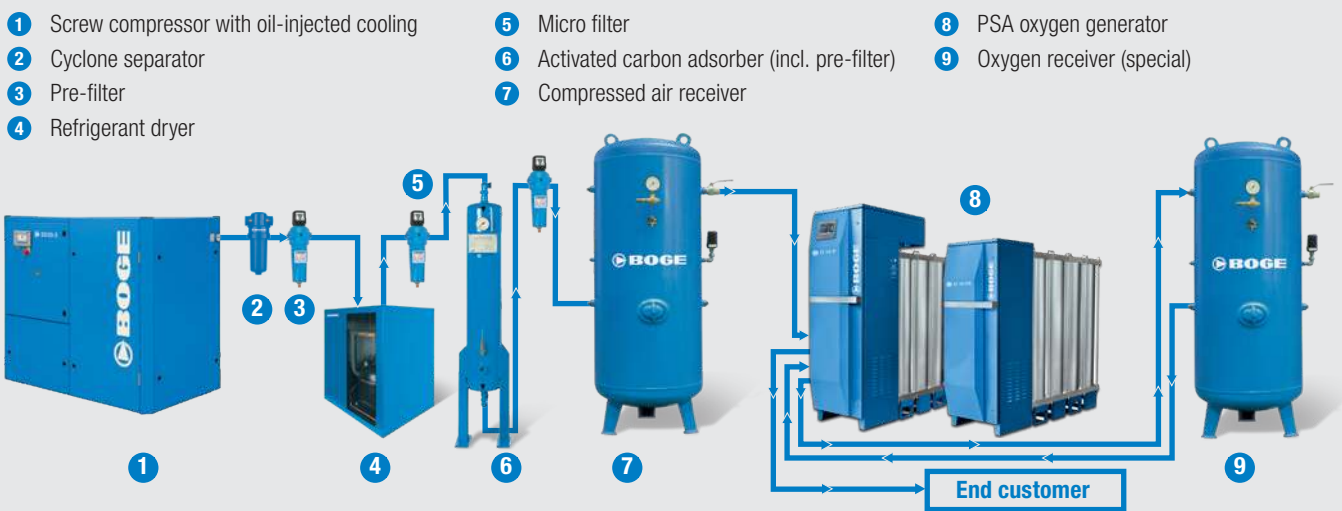 1 Screw compressor with oil-injected cooling
2 Cyclone separator
3 Pre-filter
4 Refrigerant dryer
5 Micro filter
6 Activated carbon adsorber (incl. pre-filter)
7 Compressed air receiver
8 PSA oxygen generator
9 Oxygen receiver (special)
5
8
BOGE
BOGE
BOGE
BOGE
BOGE
2
3
1
4
6
7
9
End customer